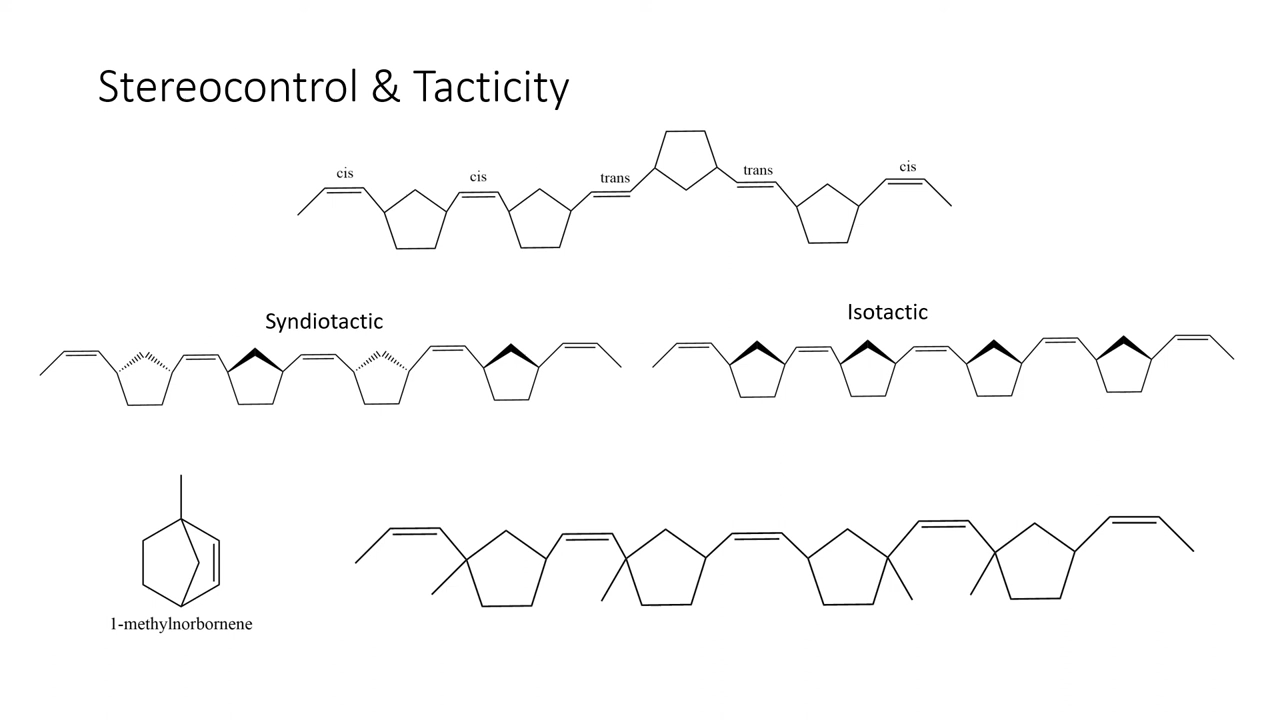 Stereocontrol & Tacticity
cis
cis
trans
trans
cis
Syndiotactic
Isotactic
1-methylnorbornene